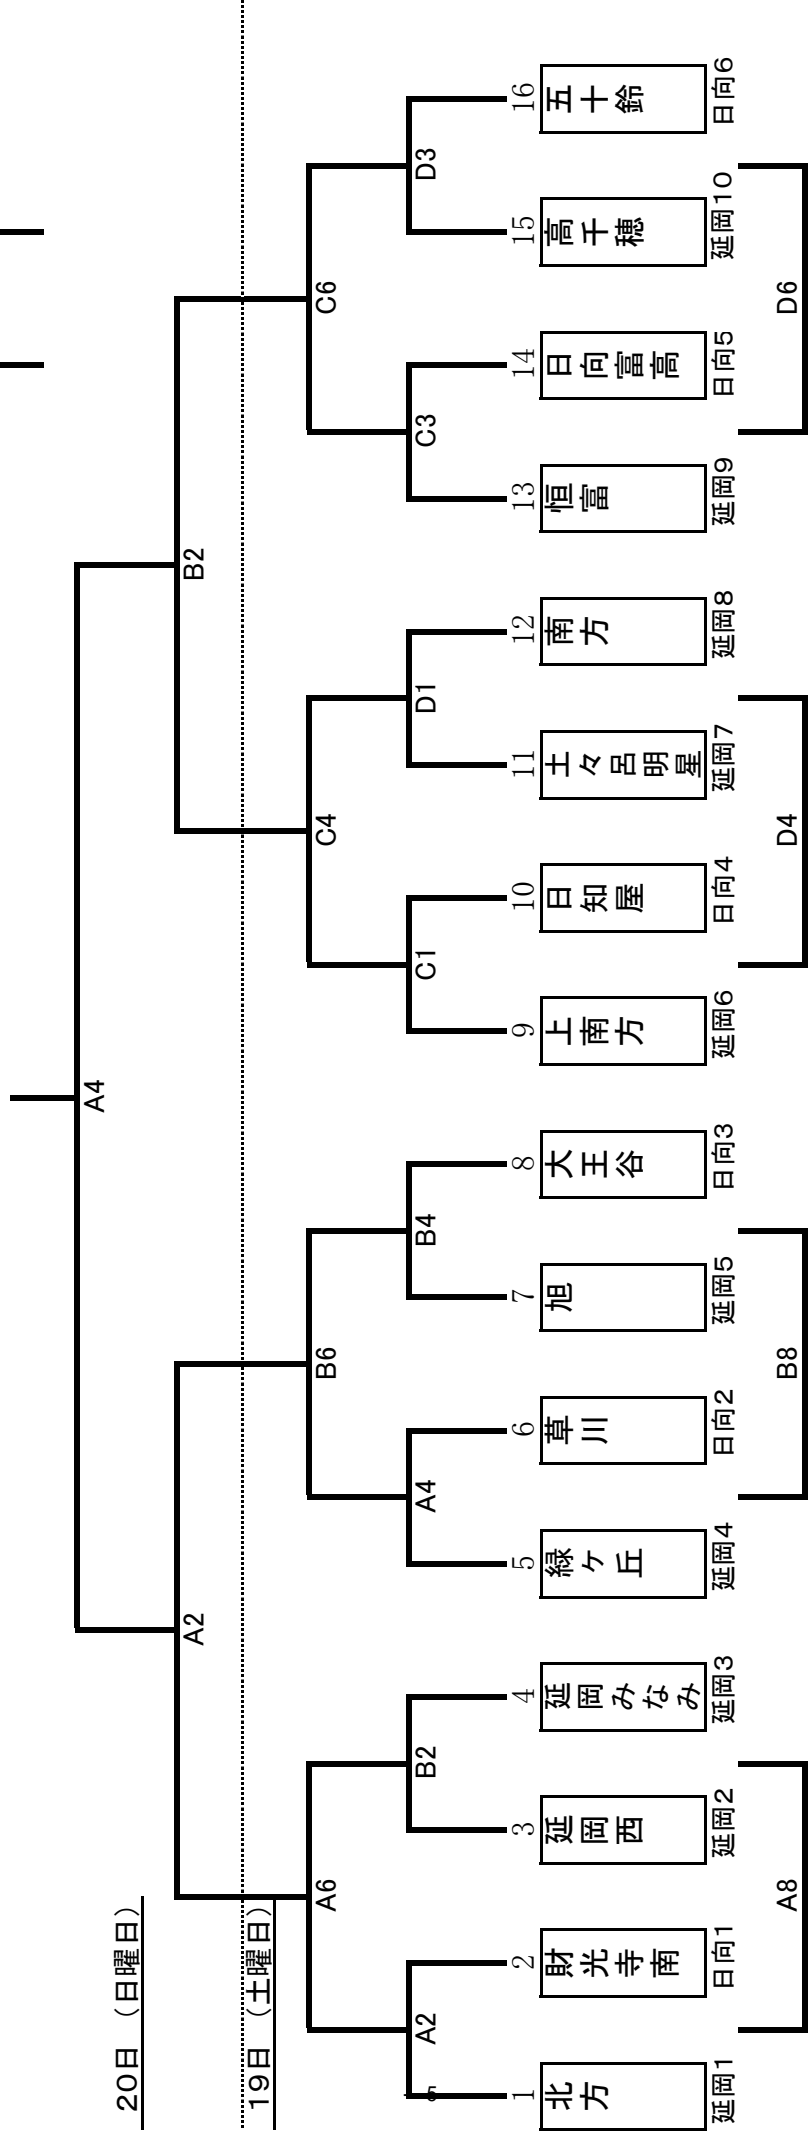 20日 (日曜日)
19日 (土曜日)
A4
A2
B2
A6
B6
C4
C6
A2
B2
A4
B4
C1
D1
C3
D3
5
1
2
3
4
5
6
7
8
9
10
11
12
13
14
15
16
北方
財光寺南
延岡西
延岡みなみ
緑ケ丘
草川
旭
大王谷
上南方
日知屋
土々呂明星
南方
恒富
日向富高
高千穂
五十鈴
延岡1
日向1
延岡2
延岡3
延岡4
日向2
延岡5
日向3
延岡6
日向4
延岡7
延岡8
延岡9
日向5
延岡10
日向6
A8
B8
D4
D6